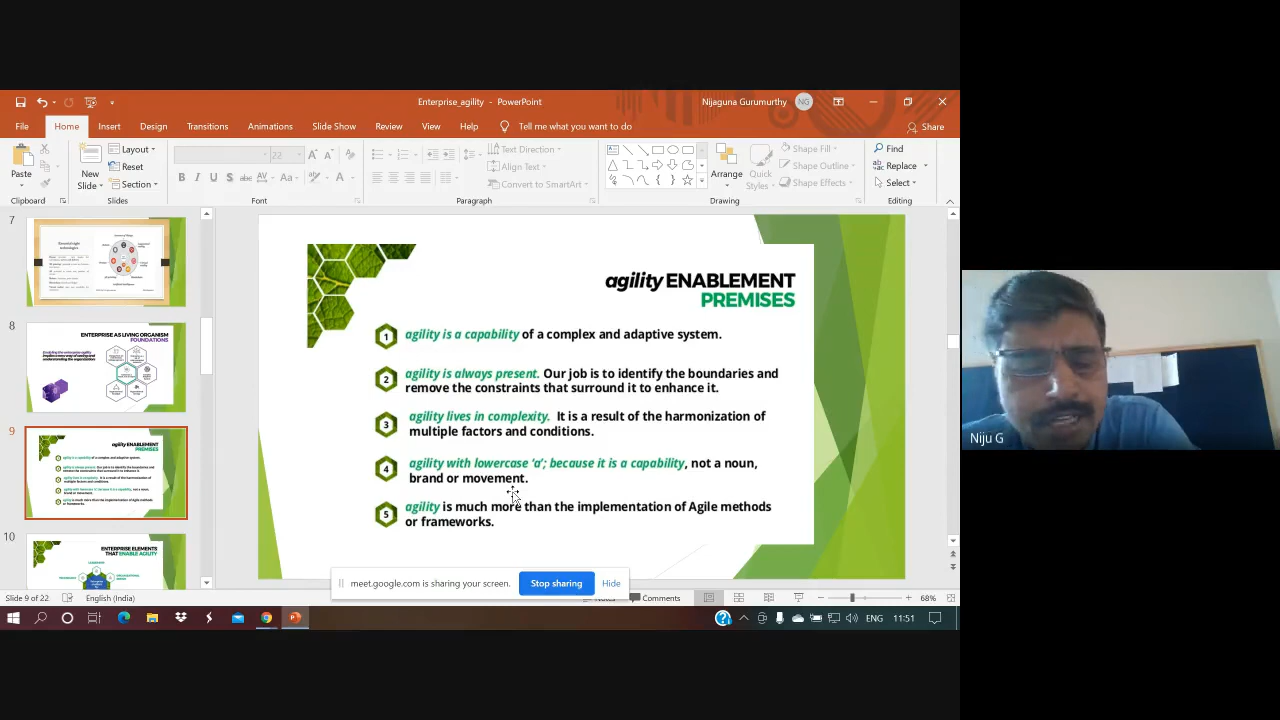 Enterprise_agility - PowerPoint
Nijaguna Gurumurthy NG
File Home Insert Design Transitions Animations Slide Show Review View Help Tell me what you want to do Share
Paste
New
Slide
Layout
Reset
Section
22
Text Direction
Align Text
Convert to SmartArt
Arrange
Quick
Styles
Shape Fill
Shape Outline
Shape Effects
Find
Replace
Select
Clipboard Slides Font Paragraph Drawing Editing
7
8
ENTERPRISE AS LIVING ORGANISM
FOUNDATIONS
9
agility ENABLEMENT
PREMISES
10
ENTERPRISE ELEMENTS
THAT ENABLE AGILITY
agility ENABLEMENT
PREMISES
1 agility is a capability of a complex and adaptive system.
2 agility is always present. Our job is to identify the boundaries and
remove the constraints that surround it to enhance it.
3 agility lives in complexity. It is a result of the harmonization of
multiple factors and conditions.
4 agility with lowercase ‘a’; because it is a capability, not a noun,
brand or movement.
5 agility is much more than the implementation of Agile methods
or frameworks.
meet.google.com is sharing your screen. Stop sharing Hide
Slide 9 of 22 English (India) Comments 68%
ENG 11:51
Niju G